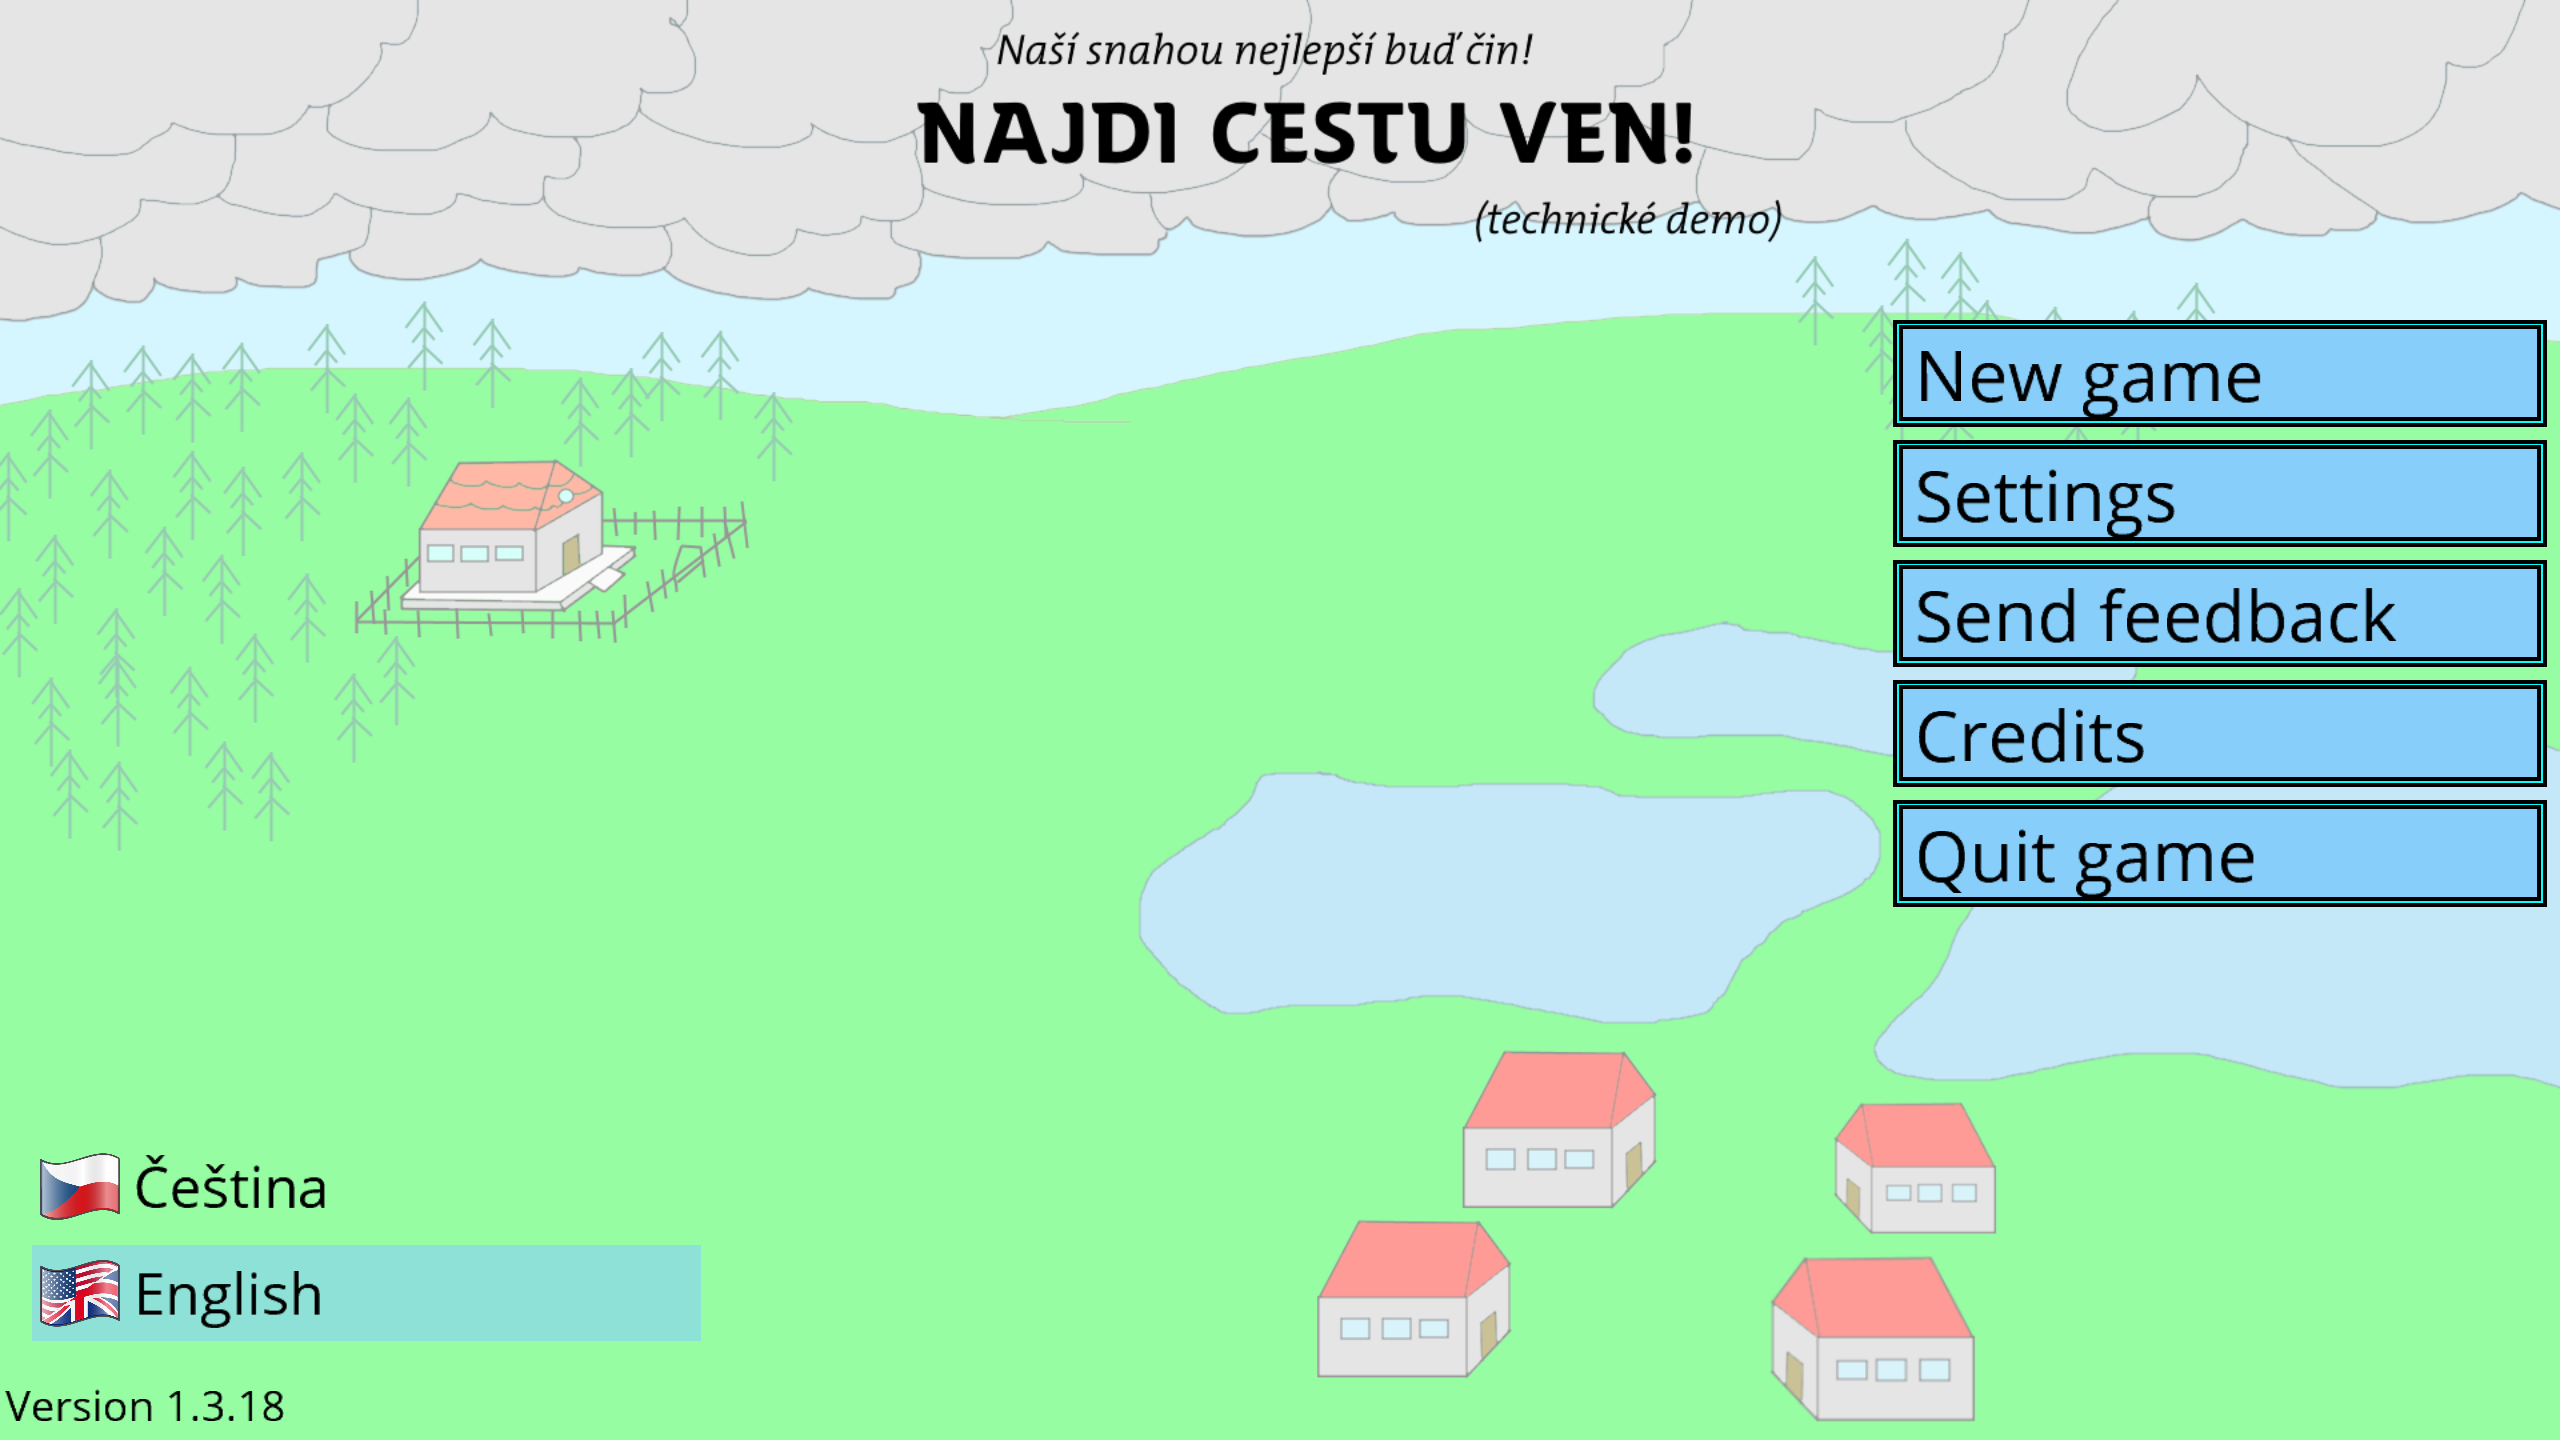 Naší snahou nejlepší buď čin!
NAJDI CESTU VEN!
(technické demo)
New game
Settings
Send feedback
Credits
Quit game
Čeština
English
Version 1.3.18